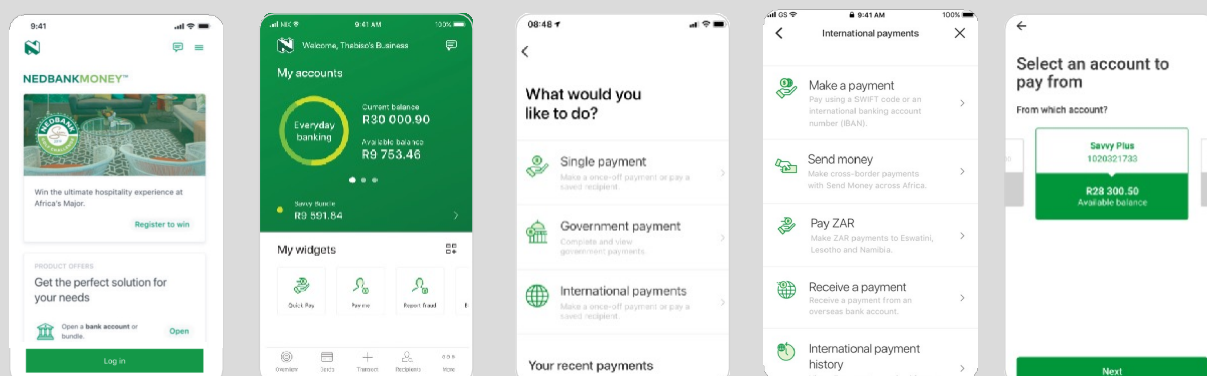 9:41
NEDBANKMONEY™
NEDBANK
Win the ultimate hospitality experience at
Africa's Major.
Register to win
PRODUCT OFFERS
Get the perfect solution for
your needs
Open a bank account or
bundle.
Open
Log in
9:41 AM
100%
Welcome, Thabiso's Business
My accounts
Everyday
banking
Current balance
R30 000.90
Available balance
R9 753.46
Savvy Bundle
R9 591.84
My widgets
Quick Pay
Pay me
Report fraud
Overview
Cards
Transact
Recipients
More
08:48
What would you
like to do?
Single payment
Make a once-off payment or pay a
saved recipient.
Government payment
Complete and view
government payments
International payments
Make a once-off payment or pay a
saved recipient.
Your recent payments
GS
9:41 AM
100%
International payments
Make a payment
Pay using a SWIFT code or an
international banking account
number (IBAN).
Send money
Make cross-border payments
with Send Money across Africa.
Pay ZAR
Make ZAR payments to Eswatini,
Lesotho and Namibia.
Receive a payment
Receive a payment from an
overseas bank account.
International payment
history
Select an account to
pay from
From which account?
Savvy Plus
1020321733
R28 300.50
Available balance
Next